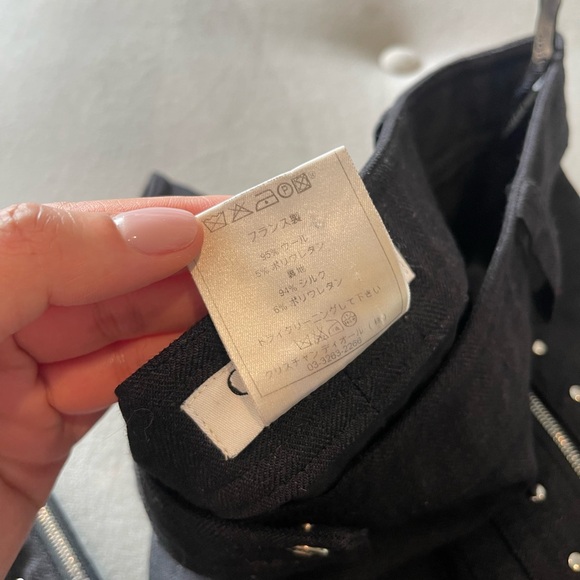 フランス製
95% ウール
5% ポリウレタン
裏地
94% シルク
6% ポリウレタン
ドライクリーニングして下さい
クリスチャンディオール (株)